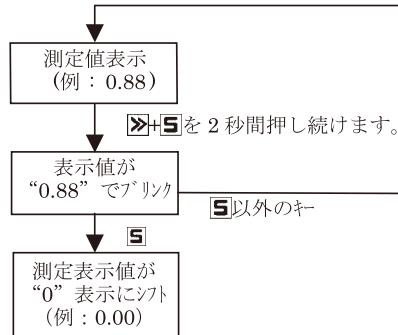 測定値表示
(例：0.88)
≫+Sを2秒間押し続けます。
表示値が
“0.88”でブリンク
S以外のキー
S
測定表示値が
“0”表示にシフト
(例：0.00)